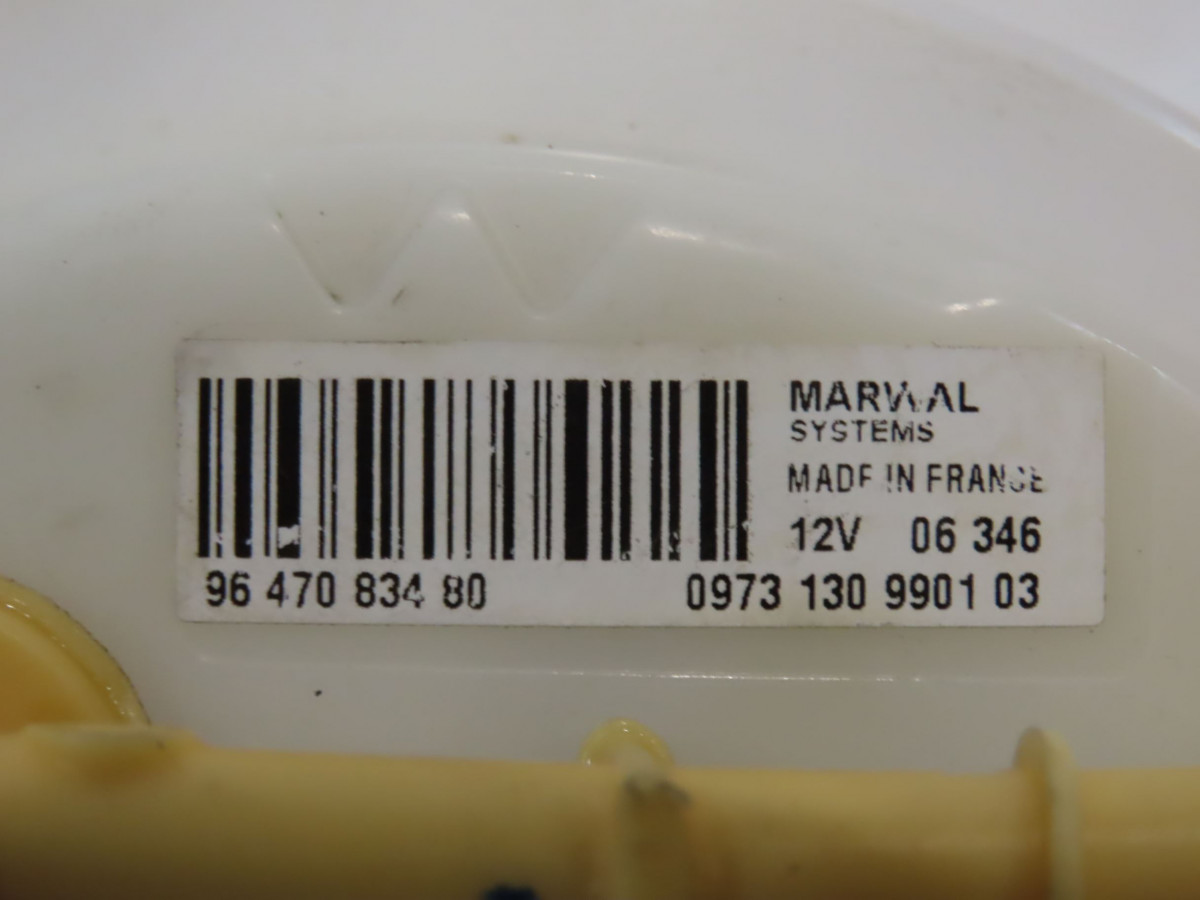 MARWAL
SYSTEMS
MADE IN FRANCE
12V 06 346
96 470 834 80 0973 130 9901 03